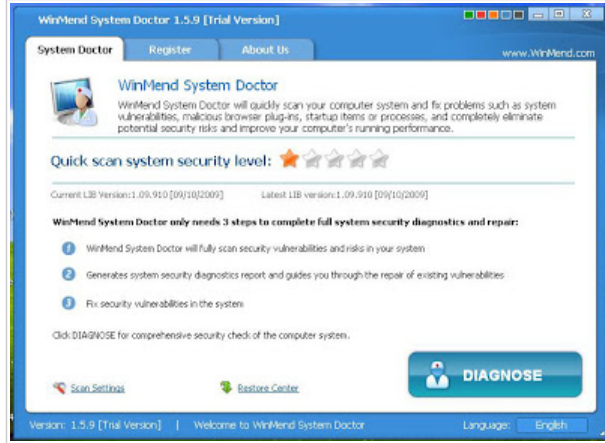 WinMend System Doctor 1.5.9 [Trial Version]
System Doctor
Register
About Us
www.WinMend.com
WinMend System Doctor
WinMend System Doctor will quickly scan your computer system and fix problems such as system
vulnerabilities, malicious browser plug-ins, startup items or processes, and completely eliminate
potential security risks and improve your computer's running performance.
Quick scan system security level:
Current LIB Version:1.09.910 [09/10/2009]
Latest LIB version:1.09.910 [09/10/2009]
WinMend System Doctor only needs 3 steps to complete full system security diagnostics and repair:
1 WinMend System Doctor will fully scan security vulnerabilities and risks in your system
2 Generates system security diagnostics report and guides you through the repair of existing vulnerabilities
3 Fix security vulnerabilities in the system
Click DIAGNOSE for comprehensive security check of the computer system.
DIAGNOSE
Scan Settings
Restore Center
Version: 1.5.9 [Trial Version] | Welcome to WinMend System Doctor
Language: English